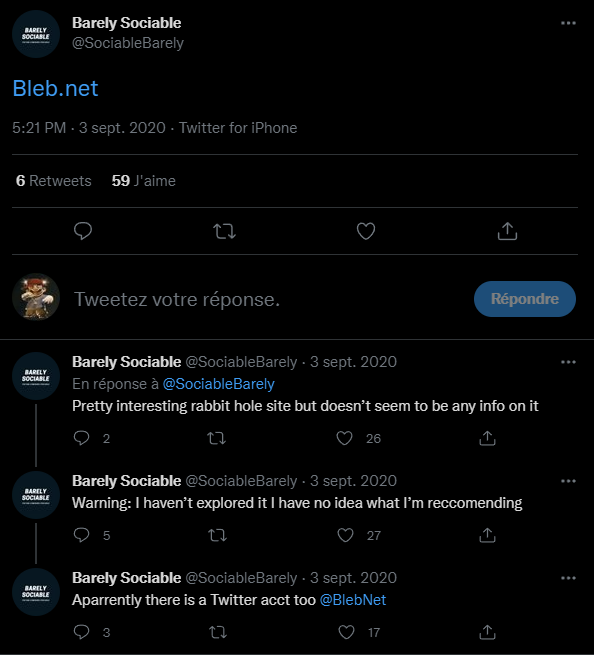 BARELY
SOCIABLE
Barely Sociable
@SociableBarely
Bleb.net
5:21 PM · 3 sept. 2020 · Twitter for iPhone
6 Retweets 59 J'aime
Tweetez votre réponse.
Répondre
BARELY
SOCIABLE
Barely Sociable @SociableBarely · 3 sept. 2020
En réponse à @SociableBarely
Pretty interesting rabbit hole site but doesn’t seem to be any info on it
2 26
BARELY
SOCIABLE
Barely Sociable @SociableBarely · 3 sept. 2020
Warning: I haven’t explored it I have no idea what I’m reccomending
5 27
BARELY
SOCIABLE
Barely Sociable @SociableBarely · 3 sept. 2020
Aparrently there is a Twitter acct too @BlebNet
3 17